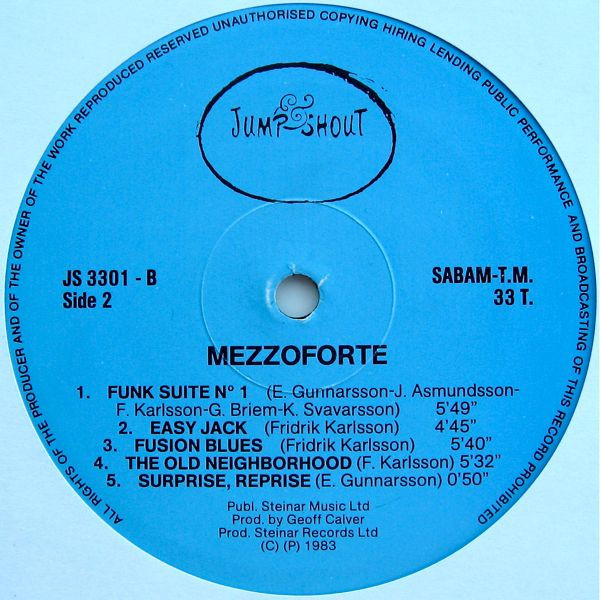 ALL RIGHTS OF THE PRODUCER AND OF THE OWNER OF THE WORK REPRODUCED RESERVED UNAUTHORISED COPYING HIRING LENDING PUBLIC PERFORMANCE AND BROADCASTING OF THIS RECORD PROHIBITED
JUMP & SHOUT
JS 3301 - B
Side 2
SABAM-T.M.
33 T.
MEZZOFORTE
1. FUNK SUITE N° 1 (E. Gunnarsson-J. Asmundsson-
F. Karlsson-G. Briem-K. Svavarsson) 5'49"
2. EASY JACK (Fridrik Karlsson) 4'45"
3. FUSION BLUES (Fridrik Karlsson) 5'40"
4. THE OLD NEIGHBORHOOD (F. Karlsson) 5'32"
5. SURPRISE, REPRISE (E. Gunnarsson) 0'50"
Publ. Steinar Music Ltd
Prod. by Geoff Calver
Prod. Steinar Records Ltd
(C) (P) 1983